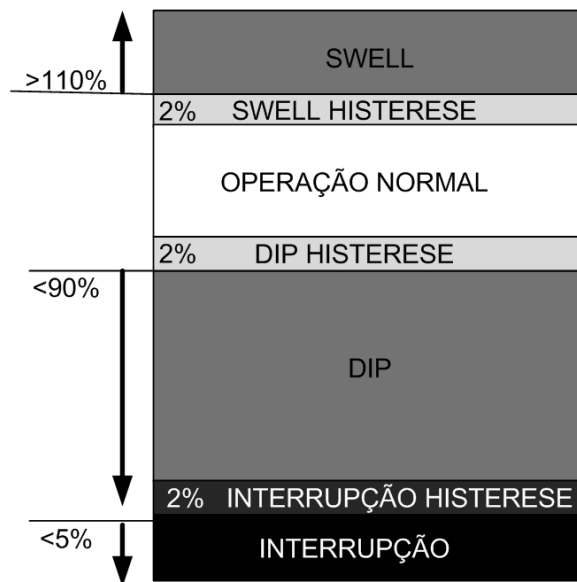 SWELL
>110%
2% SWELL HISTERESE
OPERAÇÃO NORMAL
2% DIP HISTERESE
<90%
DIP
2% INTERRUPÇÃO HISTERESE
<5%
INTERRUPÇÃO